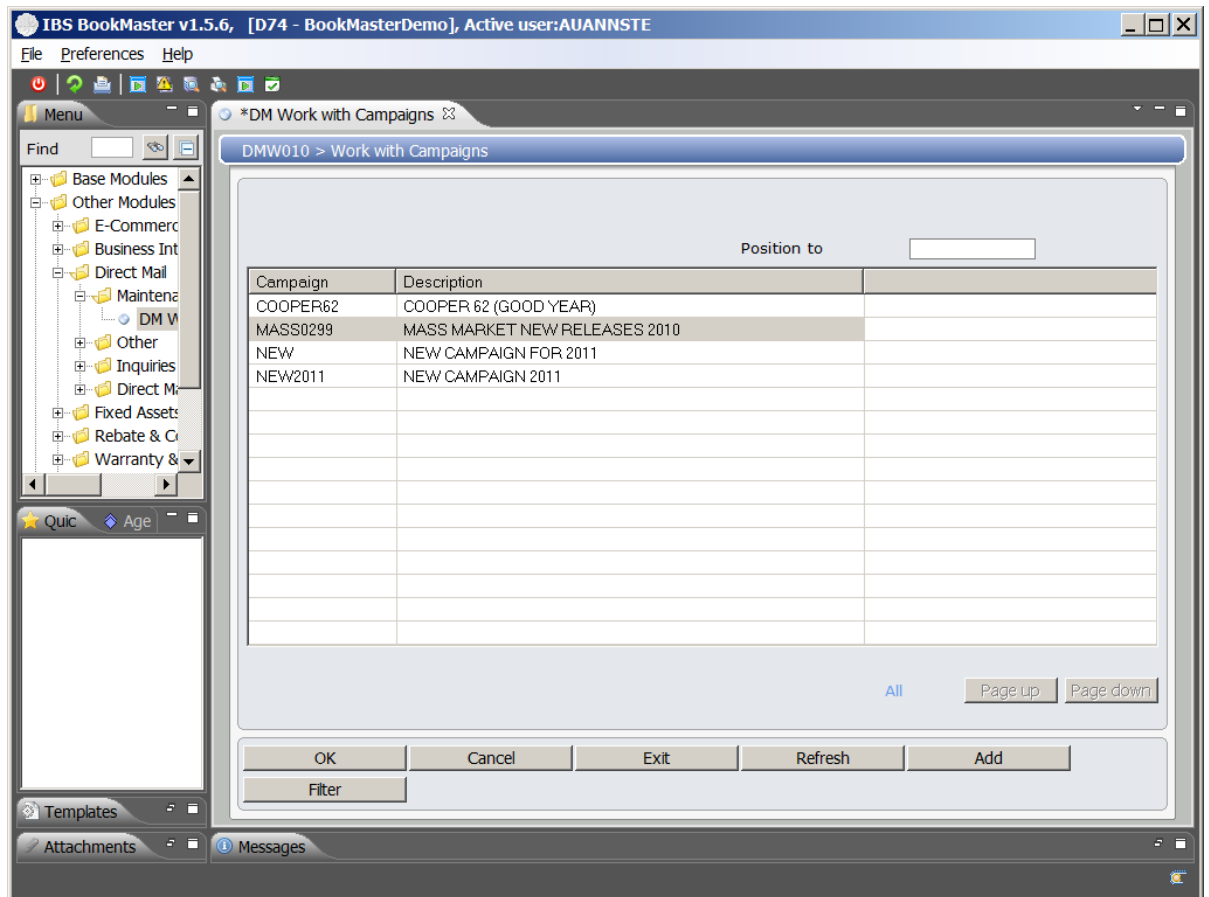 IBS BookMaster v1.5.6, [D74 - BookMasterDemo], Active user:AUANNSTE
File Preferences Help
Menu
*DM Work with Campaigns
Find
DMW010 > Work with Campaigns
Base Modules
Other Modules
E-Commerc
Business Int
Direct Mail
Maintena
DM W
Other
Inquiries
Direct Ma
Fixed Assets
Rebate & Co
Warranty &
Position to
Campaign Description
COOPER62 COOPER 62 (GOOD YEAR)
MASS0299 MASS MARKET NEW RELEASES 2010
NEW NEW CAMPAIGN FOR 2011
NEW2011 NEW CAMPAIGN 2011
Quic Age
All Page up Page down
OK Cancel Exit Refresh Add
Filter
Templates
Attachments
Messages